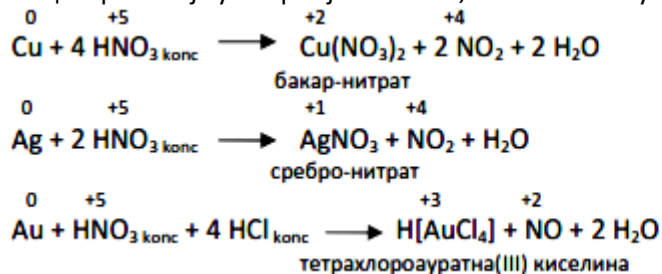 0 +5 +2 +4
Cu + 4 HNO₃ konc ⟶ Cu(NO₃)₂ + 2 NO₂ + 2 H₂O
бакар-нитрат
0 +5 +1 +4
Ag + 2 HNO₃ konc ⟶ AgNO₃ + NO₂ + H₂O
сребро-нитрат
0 +5 +3 +2
Au + HNO₃ konc + 4 HCl konc ⟶ H[AuCl₄] + NO + 2 H₂O
тетрахлороауратна(III) киселина